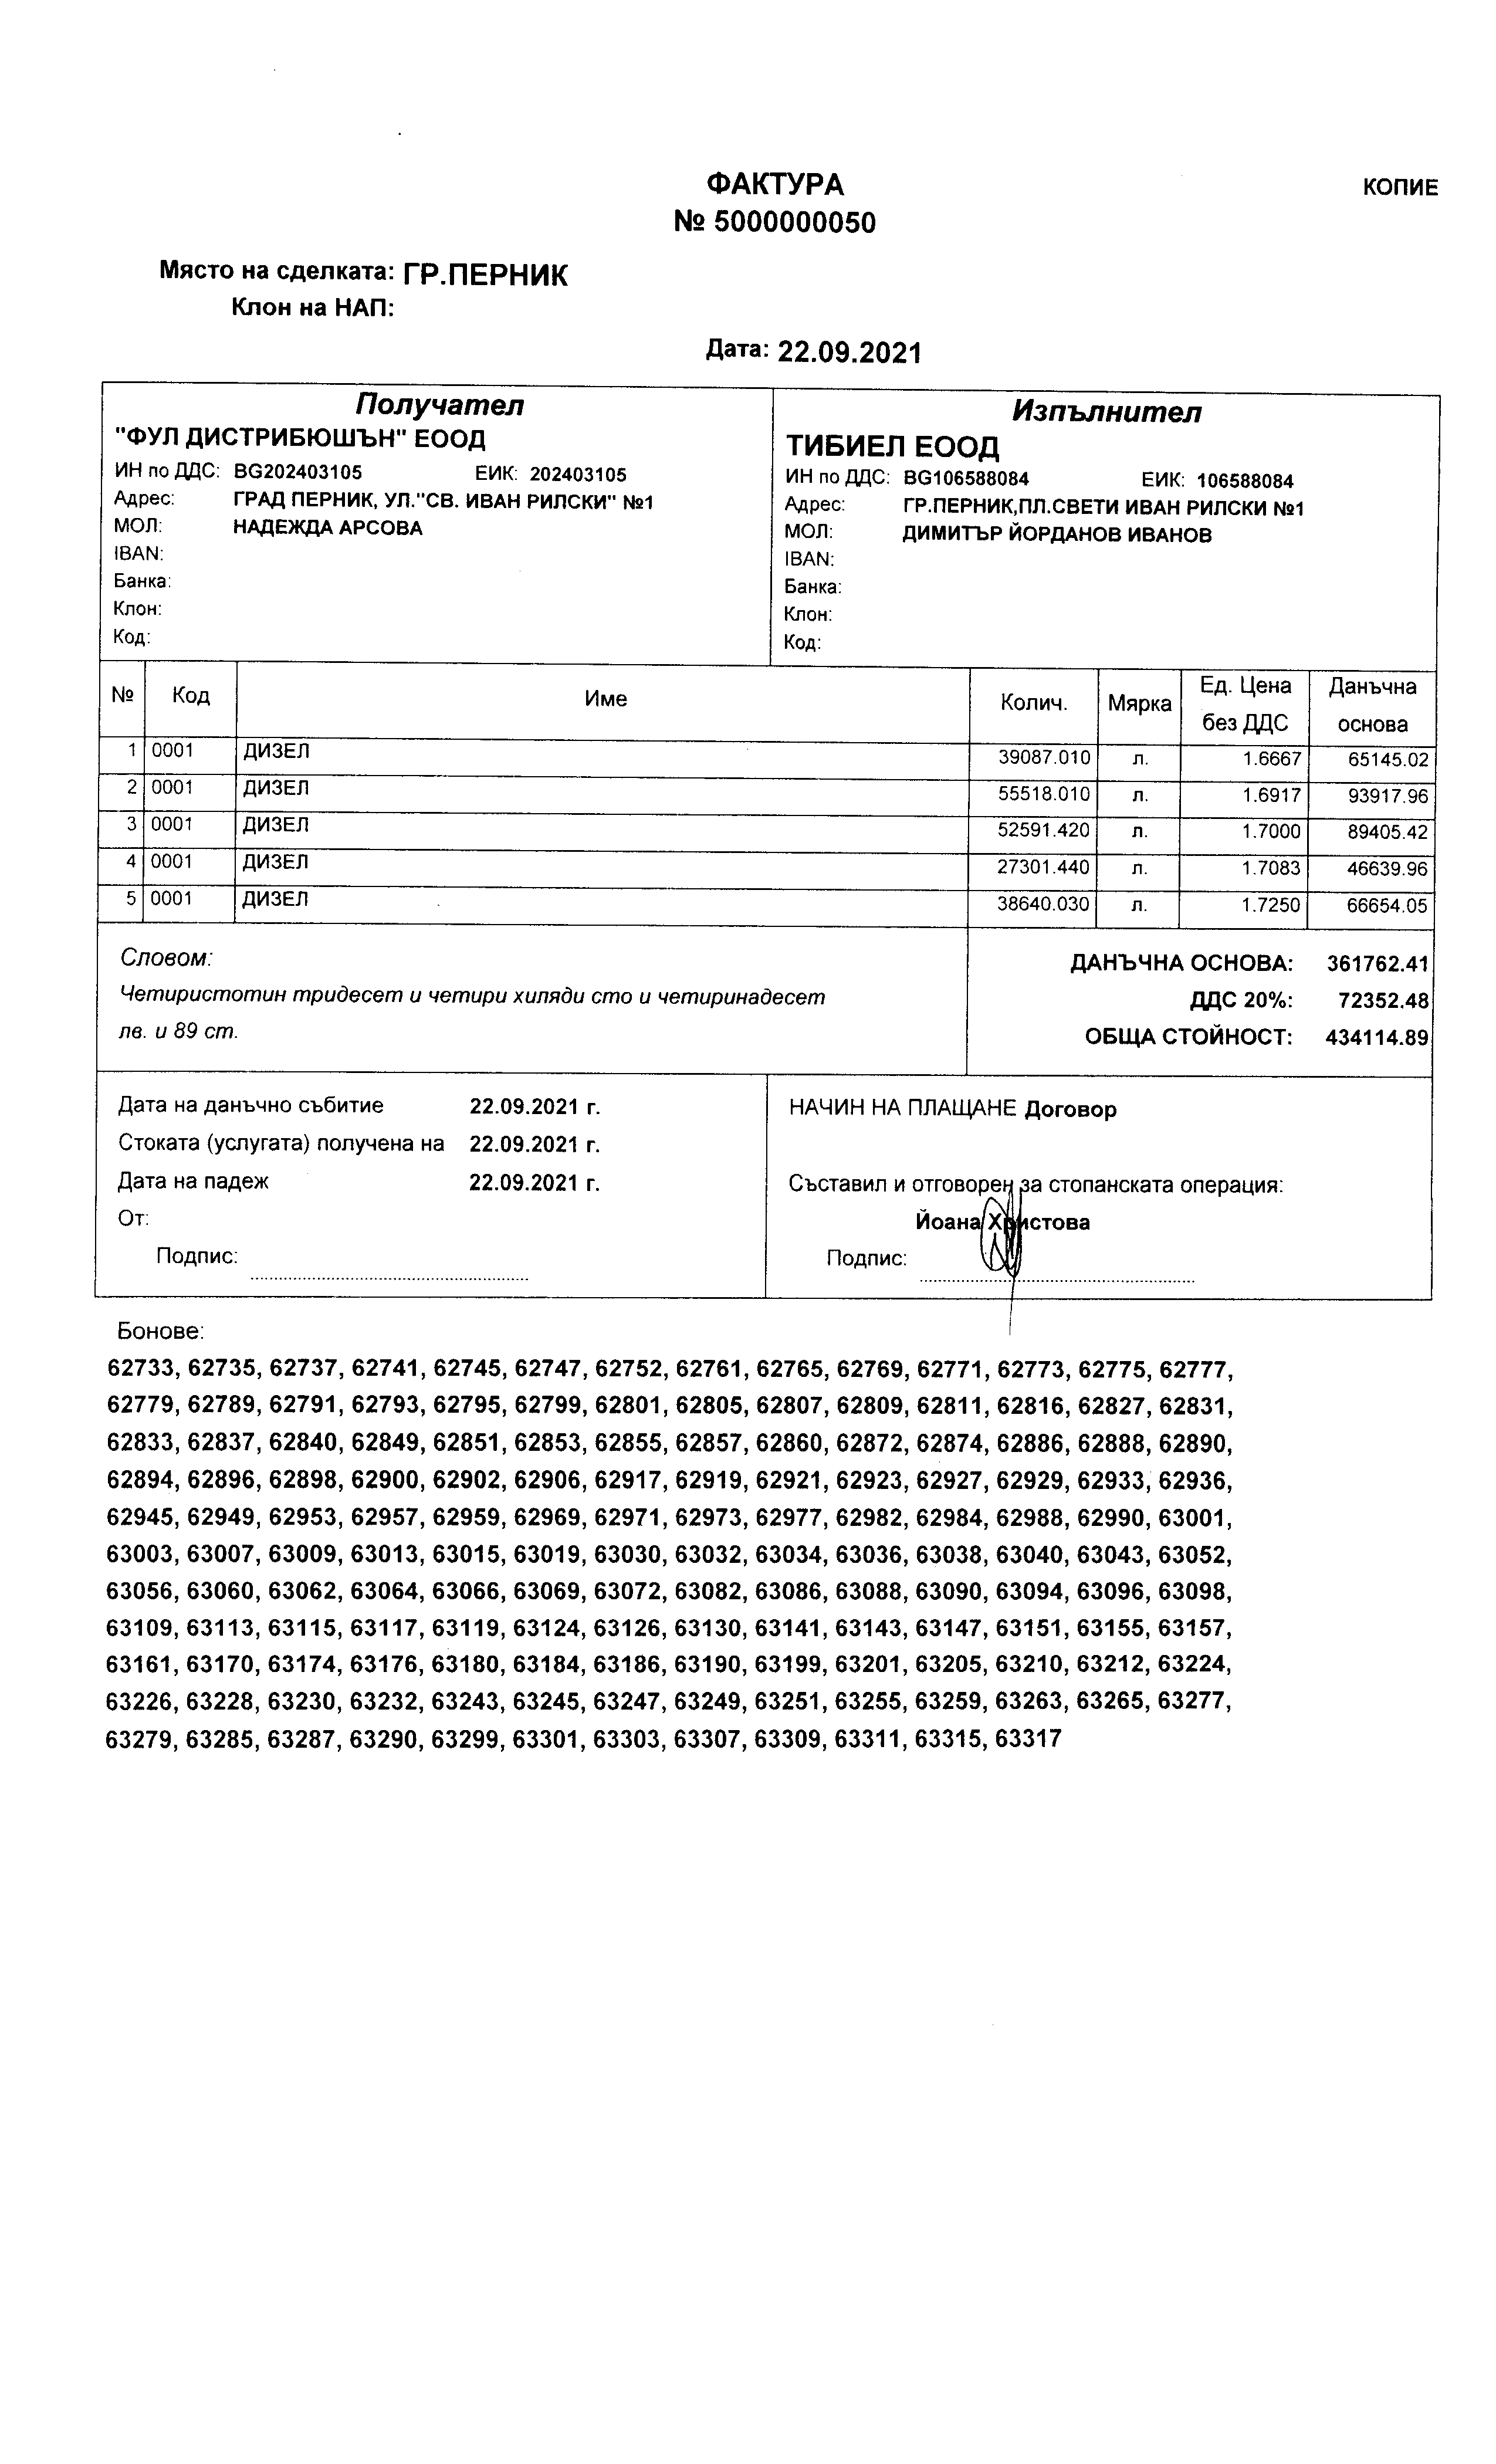 ФАКТУРА
КОПИЕ
№ 5000000050
Място на сделката: ГР.ПЕРНИК
Клон на НАП:
Дата: 22.09.2021
Получател
"ФУЛ ДИСТРИБЮШЪН" ЕООД
ИН по ДДС: BG202403105 ЕИК: 202403105
Адрес: ГРАД ПЕРНИК, УЛ."СВ. ИВАН РИЛСКИ" №1
МОЛ: НАДЕЖДА АРСОВА
IBAN:
Банка:
Клон:
Код:
Изпълнител
ТИБИЕЛ ЕООД
ИН по ДДС: BG106588084 ЕИК: 106588084
Адрес: ГР.ПЕРНИК,ПЛ.СВЕТИ ИВАН РИЛСКИ №1
МОЛ: ДИМИТЪР ЙОРДАНОВ ИВАНОВ
IBAN:
Банка:
Клон:
Код:
№ Код Име Колич. Мярка Ед. Цена без ДДС Данъчна основа
1 0001 ДИЗЕЛ 39087.010 л. 1.6667 65145.02
2 0001 ДИЗЕЛ 55518.010 л. 1.6917 93917.96
3 0001 ДИЗЕЛ 52591.420 л. 1.7000 89405.42
4 0001 ДИЗЕЛ 27301.440 л. 1.7083 46639.96
5 0001 ДИЗЕЛ 38640.030 л. 1.7250 66654.05
Словом:
Четиристотин тридесет и четири хиляди сто и четиринадесет
лв. и 89 ст.
ДАНЪЧНА ОСНОВА: 361762.41
ДДС 20%: 72352.48
ОБЩА СТОЙНОСТ: 434114.89
Дата на данъчно събитие 22.09.2021 г.
Стоката (услугата) получена на 22.09.2021 г.
Дата на падеж 22.09.2021 г.
От:
Подпис:
НАЧИН НА ПЛАЩАНЕ Договор
Съставил и отговорен за стопанската операция:
Йоана Христова
Подпис:
Бонове:
62733, 62735, 62737, 62741, 62745, 62747, 62752, 62761, 62765, 62769, 62771, 62773, 62775, 62777,
62779, 62789, 62791, 62793, 62795, 62799, 62801, 62805, 62807, 62809, 62811, 62816, 62827, 62831,
62833, 62837, 62840, 62849, 62851, 62853, 62855, 62857, 62860, 62872, 62874, 62886, 62888, 62890,
62894, 62896, 62898, 62900, 62902, 62906, 62917, 62919, 62921, 62923, 62927, 62929, 62933, 62936,
62945, 62949, 62953, 62957, 62959, 62969, 62971, 62973, 62977, 62982, 62984, 62988, 62990, 63001,
63003, 63007, 63009, 63013, 63015, 63019, 63030, 63032, 63034, 63036, 63038, 63040, 63043, 63052,
63056, 63060, 63062, 63064, 63066, 63069, 63072, 63082, 63086, 63088, 63090, 63094, 63096, 63098,
63109, 63113, 63115, 63117, 63119, 63124, 63126, 63130, 63141, 63143, 63147, 63151, 63155, 63157,
63161, 63170, 63174, 63176, 63180, 63184, 63186, 63190, 63199, 63201, 63205, 63210, 63212, 63224,
63226, 63228, 63230, 63232, 63243, 63245, 63247, 63249, 63251, 63255, 63259, 63263, 63265, 63277,
63279, 63285, 63287, 63290, 63299, 63301, 63303, 63307, 63309, 63311, 63315, 63317